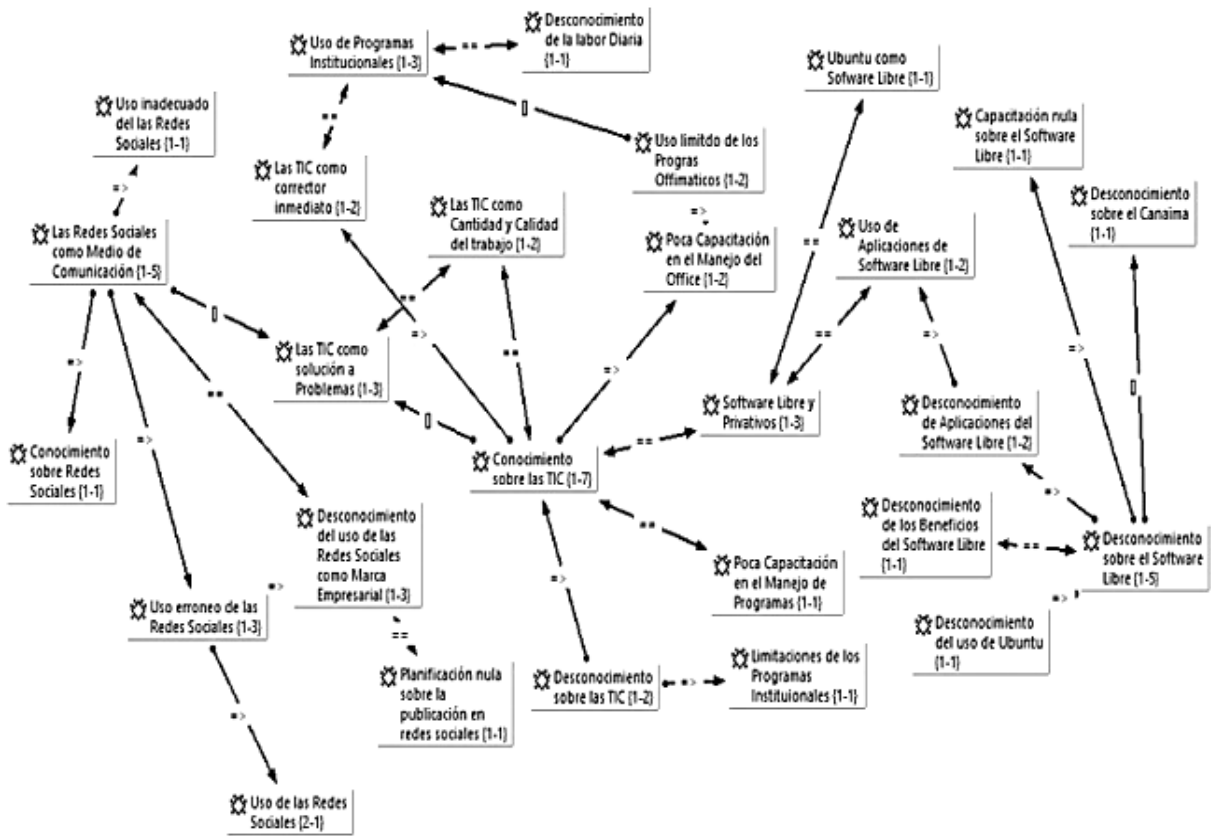 Uso de Programas
Institucionales {1-3}
==
Desconocimiento
de la labor Diaria
{1-1}
Ubuntu como
Sofware Libre {1-1}
Uso inadecuado
del las Redes
Sociales {1-1}
==
[]
Capacitación nula
sobre el Software
Libre {1-1}
Uso limitdo de los
Progras
Offimaticos {1-2}
Las TIC como
corrector
inmediato {1-2}
=>
Las TIC como
Cantidad y Calidad
del trabajo {1-2}
Desconocimiento
sobre el Canaima
{1-1}
=>
Las Redes Sociales
como Medio de
Comunicación {1-5}
Poca Capacitación
en el Manejo del
Office {1-2}
==
Uso de
Aplicaciones de
Software Libre {1-2}
==
[]
=>
==
=>
Las TIC como
solución a
Problemas {1-3}
==
=>
=>
==
[]
[]
Software Libre y
Privativos {1-3}
Desconocimiento
de Aplicaciones del
Software Libre {1-2}
=>
==
Conocimiento
sobre Redes
Sociales {1-1}
Conocimiento
sobre las TIC {1-7}
=>
Desconocimiento
del uso de las
Redes Sociales
como Marca
Empresarial {1-3}
==
Desconocimiento
de los Beneficios
del Software Libre
{1-1}
==
Desconocimiento
sobre el Software
Libre {1-5}
=>
Poca Capacitación
en el Manejo de
Programas {1-1}
=>
=>
Uso erroneo de las
Redes Sociales {1-3}
==
Desconocimiento
del uso de Ubuntu
{1-1}
Planificación nula
sobre la
publicación en
redes sociales {1-1}
Desconocimiento
sobre las TIC {1-2}
=>
Limitaciones de los
Programas
Instituionales {1-1}
=>
Uso de las Redes
Sociales {2-1}